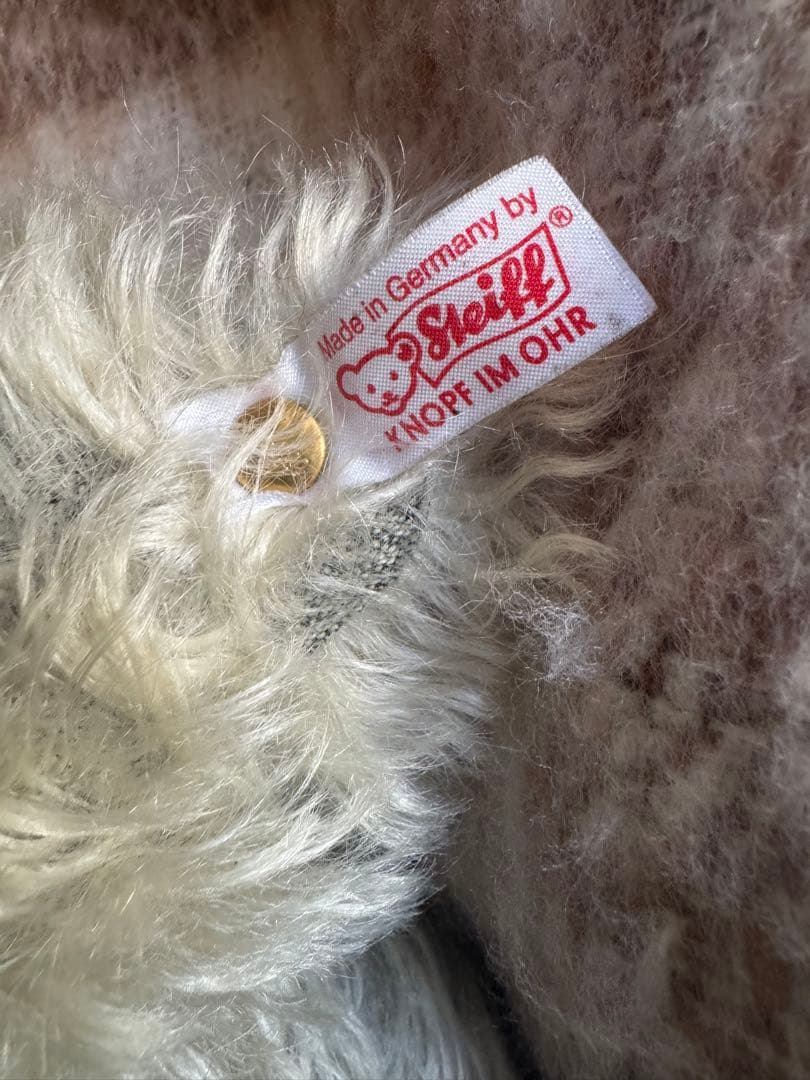 Made in Germany by
Steiff ®
KNOPF IM OHR